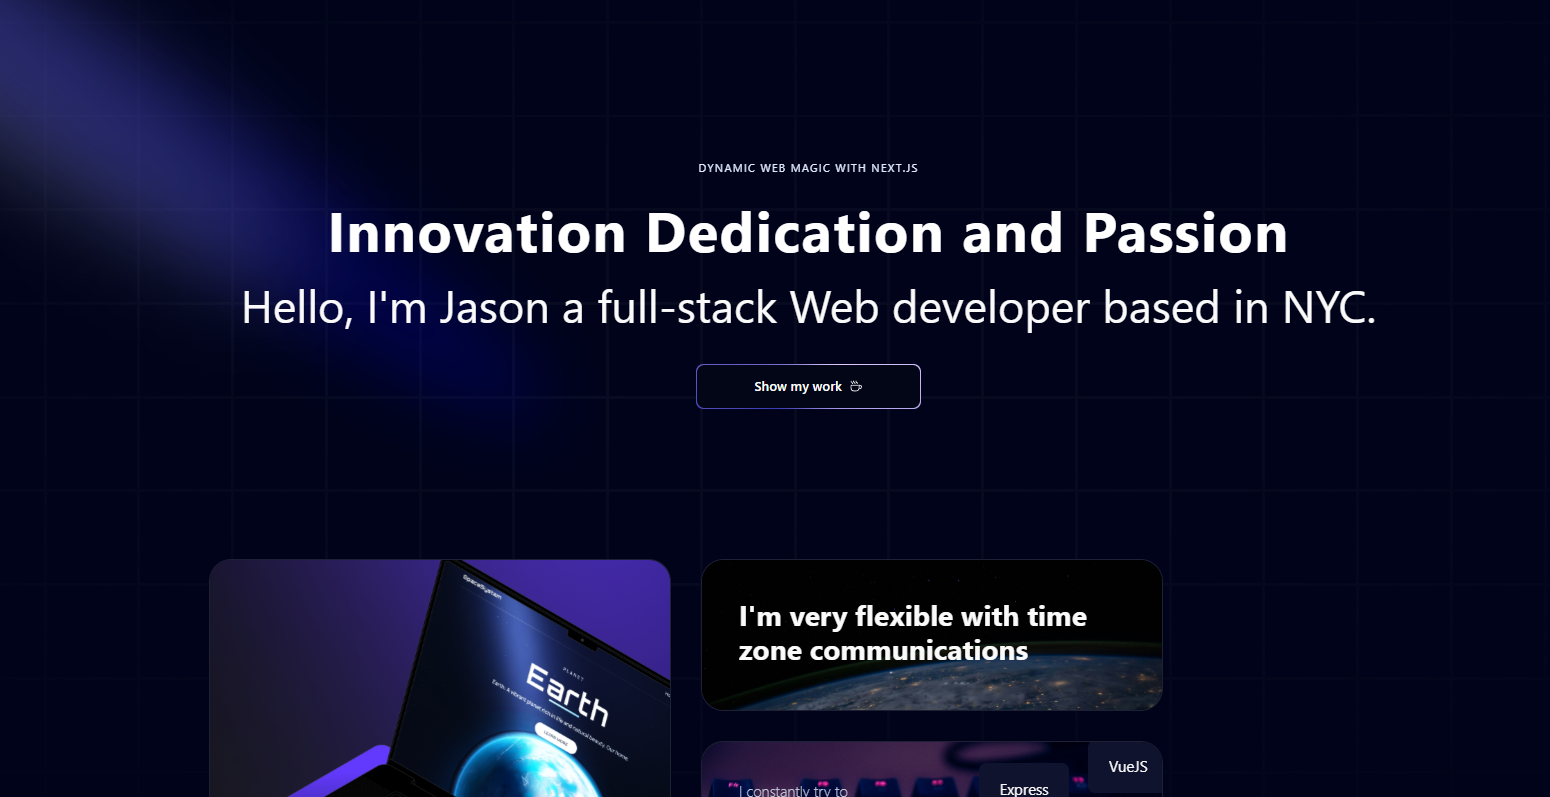 DYNAMIC WEB MAGIC WITH NEXT.JS
Innovation Dedication and Passion
Hello, I'm Jason a full-stack Web developer based in NYC.
Show my work
SpaceSystem
PLANET
Earth
Earth. A vibrant planet rich in life and natural beauty. Our home.
LEARN MORE
I'm very flexible with time
zone communications
VueJS
I constantly try to
Express